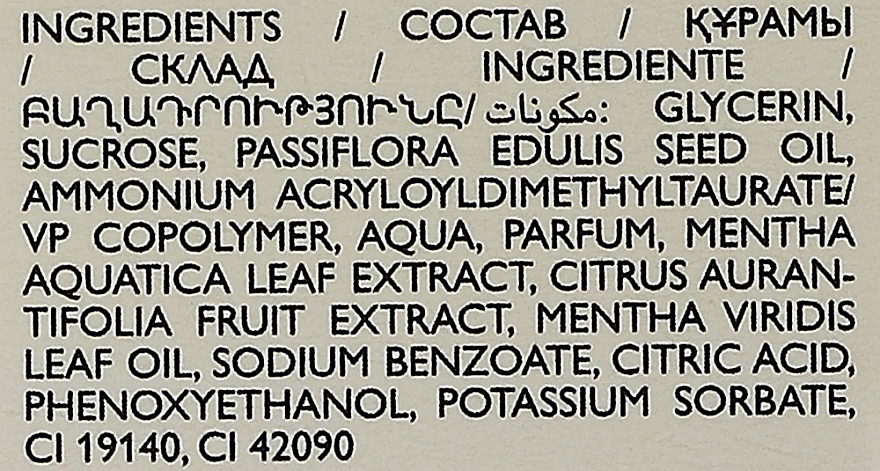 INGREDIENTS / СОСТАВ / ҚҰРАМЫ
/ СКЛАД / INGREDIENTE /
ԲԱՂԱԴՐՈՒԹՅՈՒՆԸ/ مكونات: GLYCERIN,
SUCROSE, PASSIFLORA EDULIS SEED OIL,
AMMONIUM ACRYLOYLDIMETHYLTAURATE/
VP COPOLYMER, AQUA, PARFUM, MENTHA
AQUATICA LEAF EXTRACT, CITRUS AURAN-
TIFOLIA FRUIT EXTRACT, MENTHA VIRIDIS
LEAF OIL, SODIUM BENZOATE, CITRIC ACID,
PHENOXYETHANOL, POTASSIUM SORBATE,
CI 19140, CI 42090